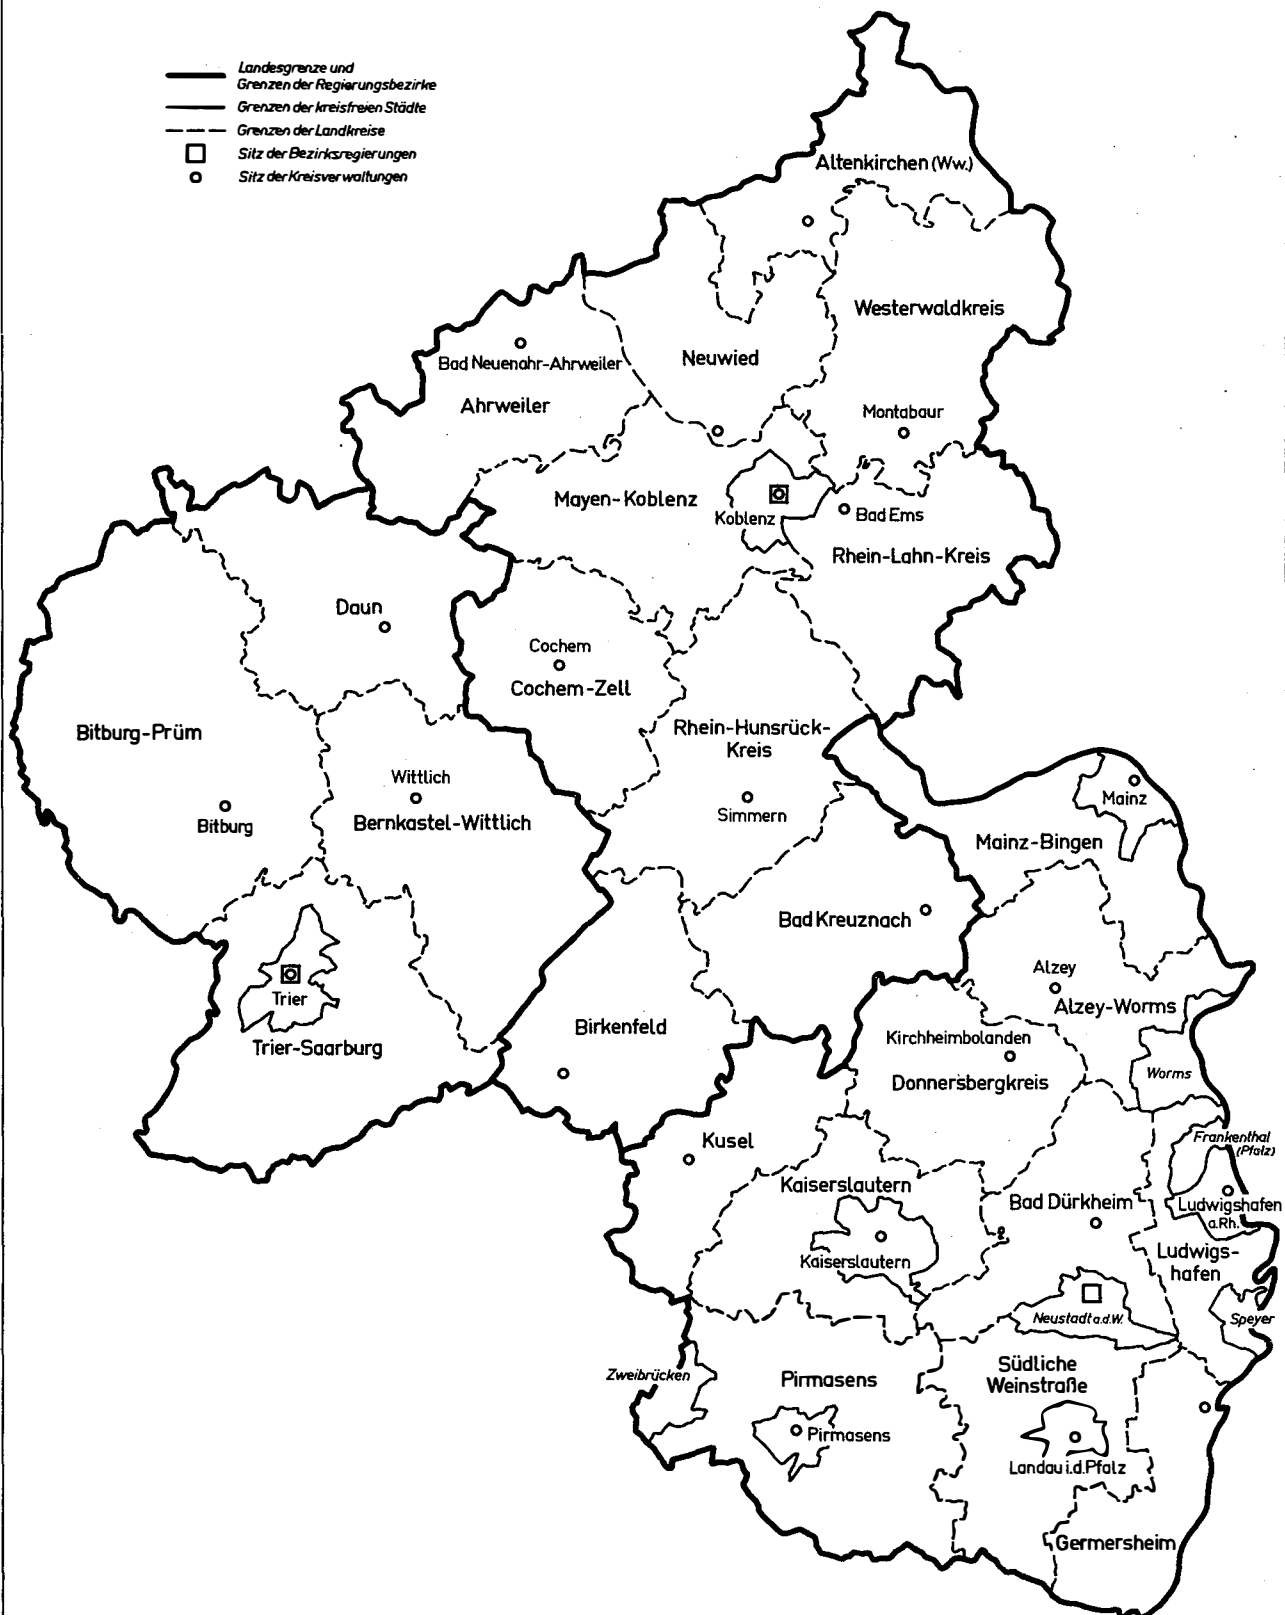 Landesgrenze und
Grenzen der Regierungsbezirke
Grenzen der kreisfreien Städte
Grenzen der Landkreise
Sitz der Bezirksregierungen
Sitz der Kreisverwaltungen
Altenkirchen (Ww.)
Westerwaldkreis
Neuwied
Bad Neuenahr-Ahrweiler
Ahrweiler
Montabaur
Mayen-Koblenz
Koblenz
Bad Ems
Rhein-Lahn-Kreis
Daun
Cochem
Cochem-Zell
Bitburg-Prüm
Rhein-Hunsrück-
Kreis
Wittlich
Bitburg
Bernkastel-Wittlich
Simmern
Mainz
Mainz-Bingen
Bad Kreuznach
Alzey
Alzey-Worms
Trier
Trier-Saarburg
Birkenfeld
Kirchheimbolanden
Donnersbergkreis
Worms
Kusel
Frankenthal
(Pfalz)
Kaiserslautern
Bad Dürkheim
Ludwigshafen
a.Rh.
Kaiserslautern
Ludwigs-
hafen
Neustadt a.d.W.
Speyer
Zweibrücken
Pirmasens
Südliche
Weinstraße
Pirmasens
Landau i.d.Pfalz
Germersheim